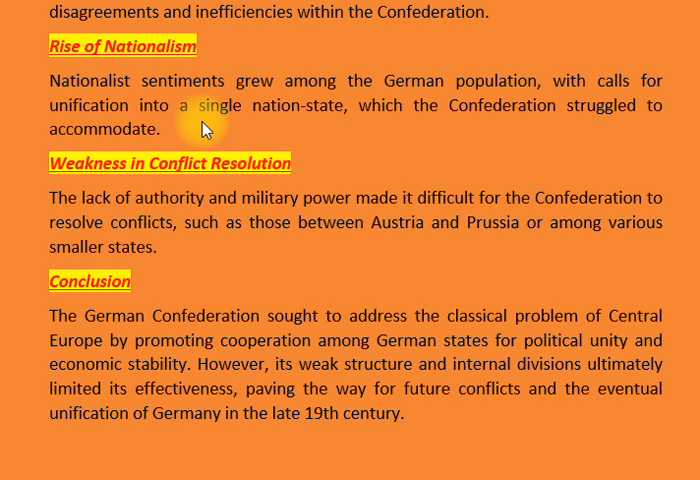 disagreements and inefficiencies within the Confederation.
Rise of Nationalism
Nationalist sentiments grew among the German population, with calls for
unification into a single nation-state, which the Confederation struggled to
accommodate.
Weakness in Conflict Resolution
The lack of authority and military power made it difficult for the Confederation to
resolve conflicts, such as those between Austria and Prussia or among various
smaller states.
Conclusion
The German Confederation sought to address the classical problem of Central
Europe by promoting cooperation among German states for political unity and
economic stability. However, its weak structure and internal divisions ultimately
limited its effectiveness, paving the way for future conflicts and the eventual
unification of Germany in the late 19th century.